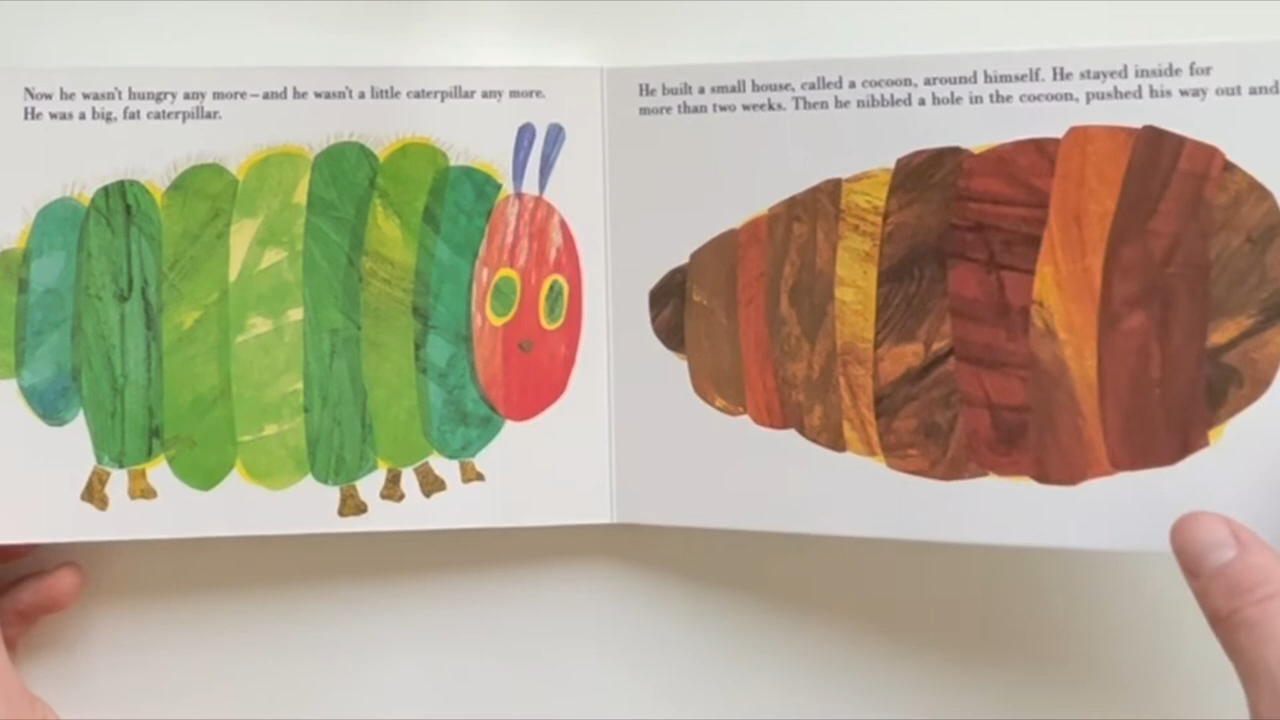 Now he wasn't hungry any more – and he wasn't a little caterpillar any more.
He was a big, fat caterpillar.
He built a small house, called a cocoon, around himself. He stayed inside for
more than two weeks. Then he nibbled a hole in the cocoon, pushed his way out and